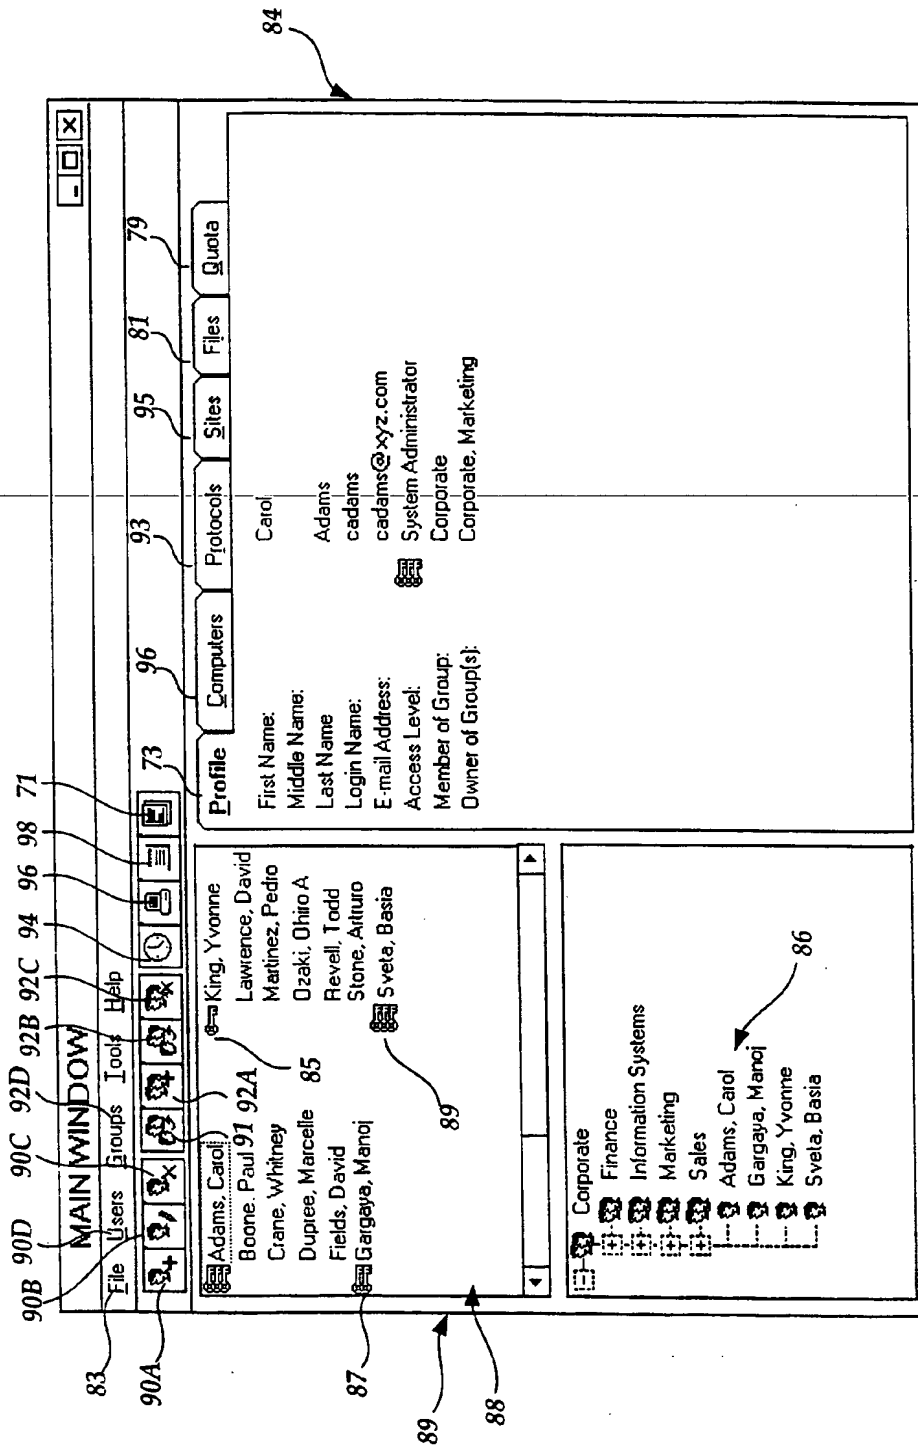 84
MAIN WINDOW
File Users Groups Tools Help
83
90D
90C
92D
92B
92C
94
96
98
71
90B
90A
91
92A
73
96
93
95
81
79
Profile Computers Protocols Sites Files Quota
Adams, Carol
Boone. Paul
Crane, Whitney
Dupree, Marcelle
Fields, David
Gargaya, Manoj
King, Yvonne
Lawrence, David
Martinez, Pedro
Ozaki, Ohiro A
Revell, Todd
Stone, Arturo
Sveta, Basia
85
87
89
88
89
First Name: Carol
Middle Name:
Last Name Adams
Login Name: cadams
E-mail Address: cadams@xyz.com
Access Level: System Administrator
Member of Group: Corporate
Owner of Group(s): Corporate, Marketing
Corporate
Finance
Information Systems
Marketing
Sales
Adams, Carol
Gargaya, Manoj
King, Yvonne
Sveta, Basia
86